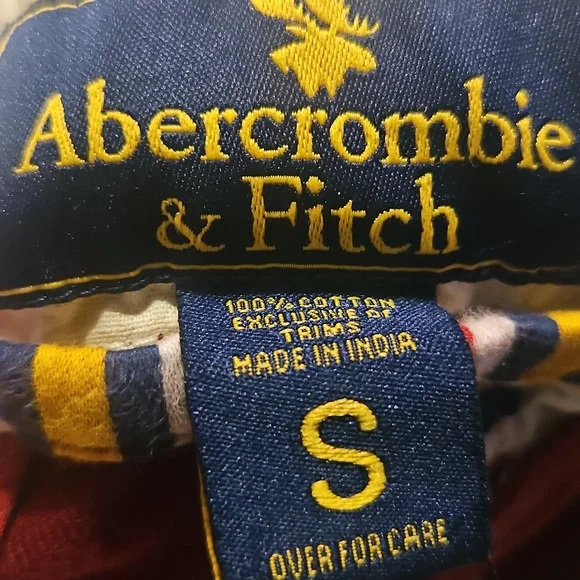 Abercrombie
& Fitch
100% COTTON
EXCLUSIVE OF
TRIMS
MADE IN INDIA
S
OVER FOR CARE